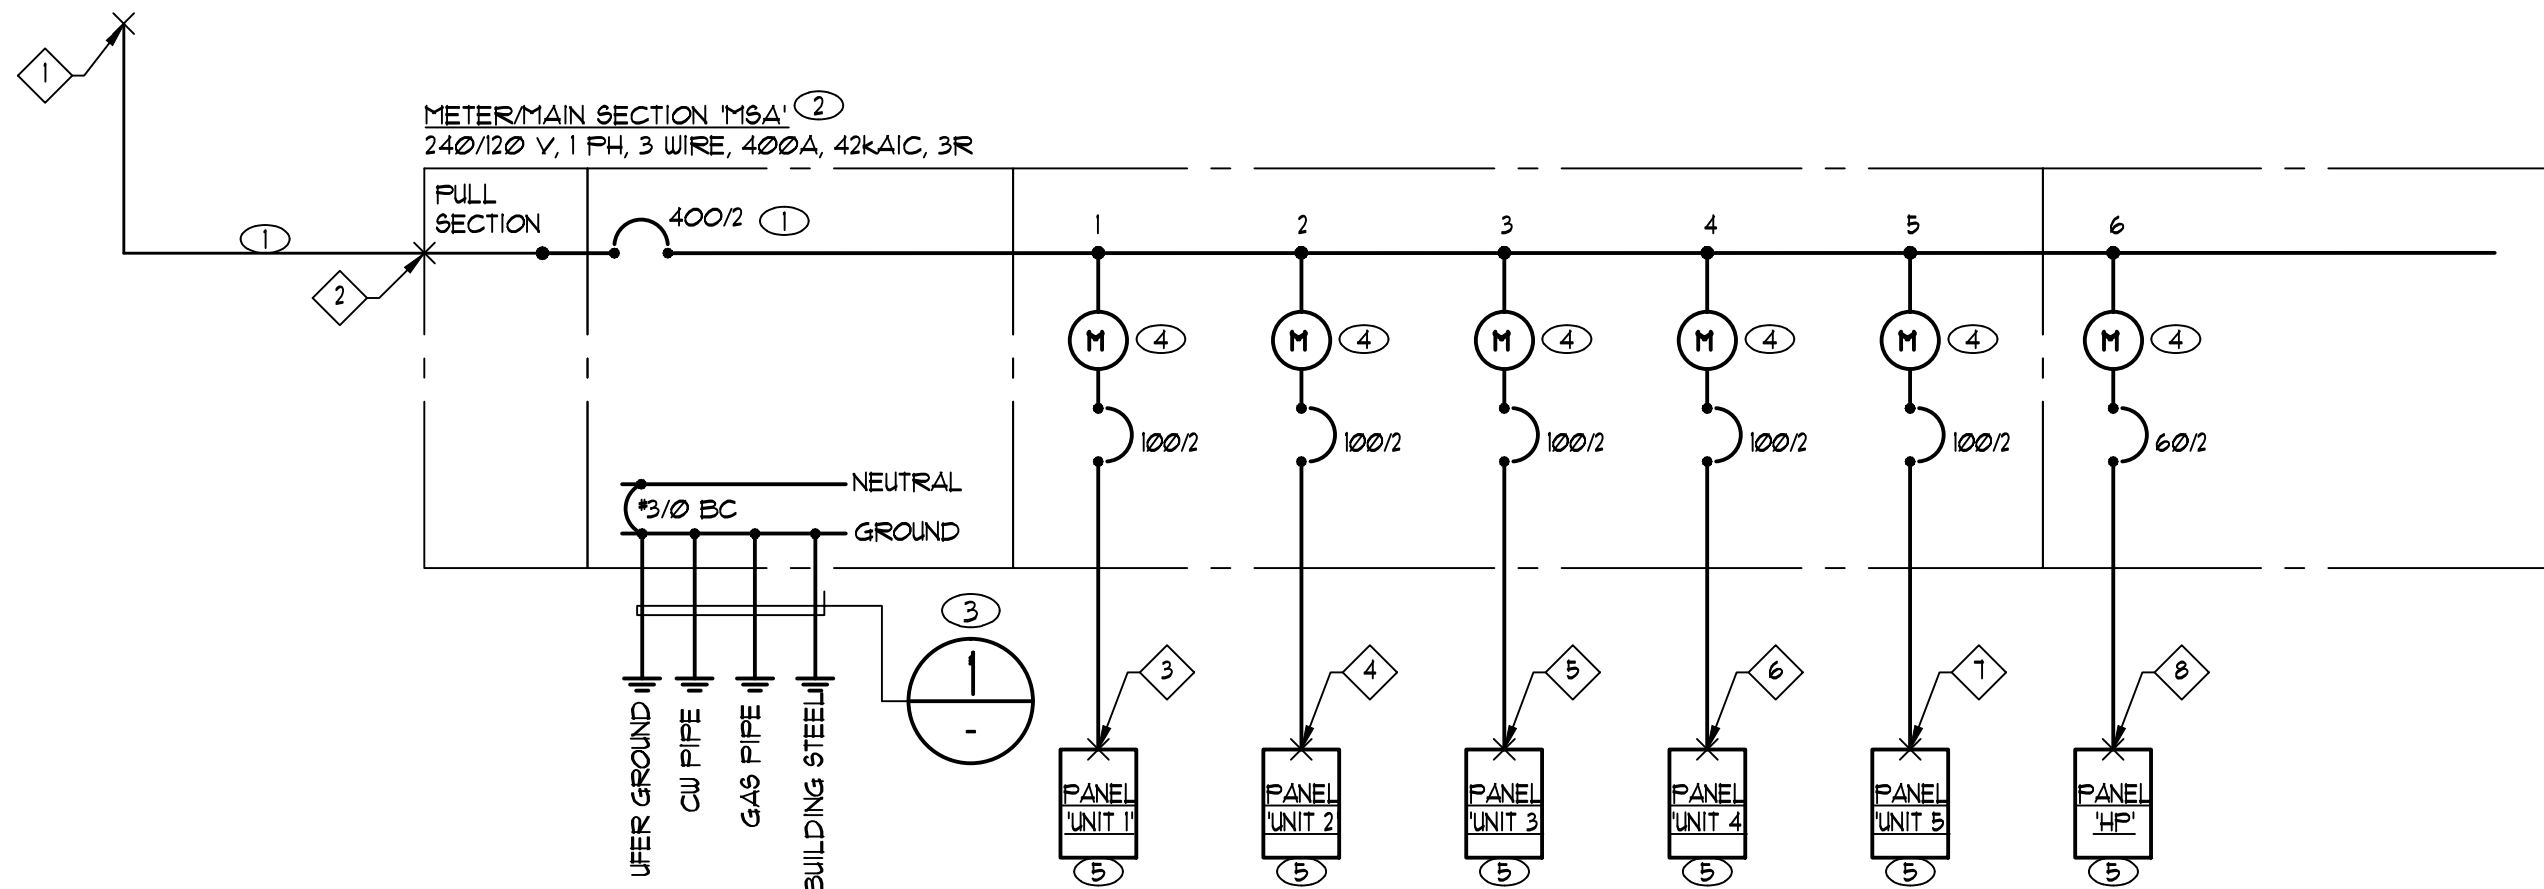 1
METER/MAIN SECTION 'MSA' 2
240/120 V, 1 PH, 3 WIRE, 400A, 42kAIC, 3R
PULL
SECTION
1
400/2 1
2
1 2 3 4 5 6
M 4 M 4 M 4 M 4 M 4 M 4
100/2 100/2 100/2 100/2 100/2 60/2
NEUTRAL
#3/0 BC
GROUND
3
1
-
UFER GROUND
CW PIPE
GAS PIPE
BUILDING STEEL
3 4 5 6 7 8
PANEL
'UNIT 1'
5
PANEL
'UNIT 2
5
PANEL
'UNIT 3
5
PANEL
'UNIT 4
5
PANEL
'UNIT 5
5
PANEL
'HP'
5